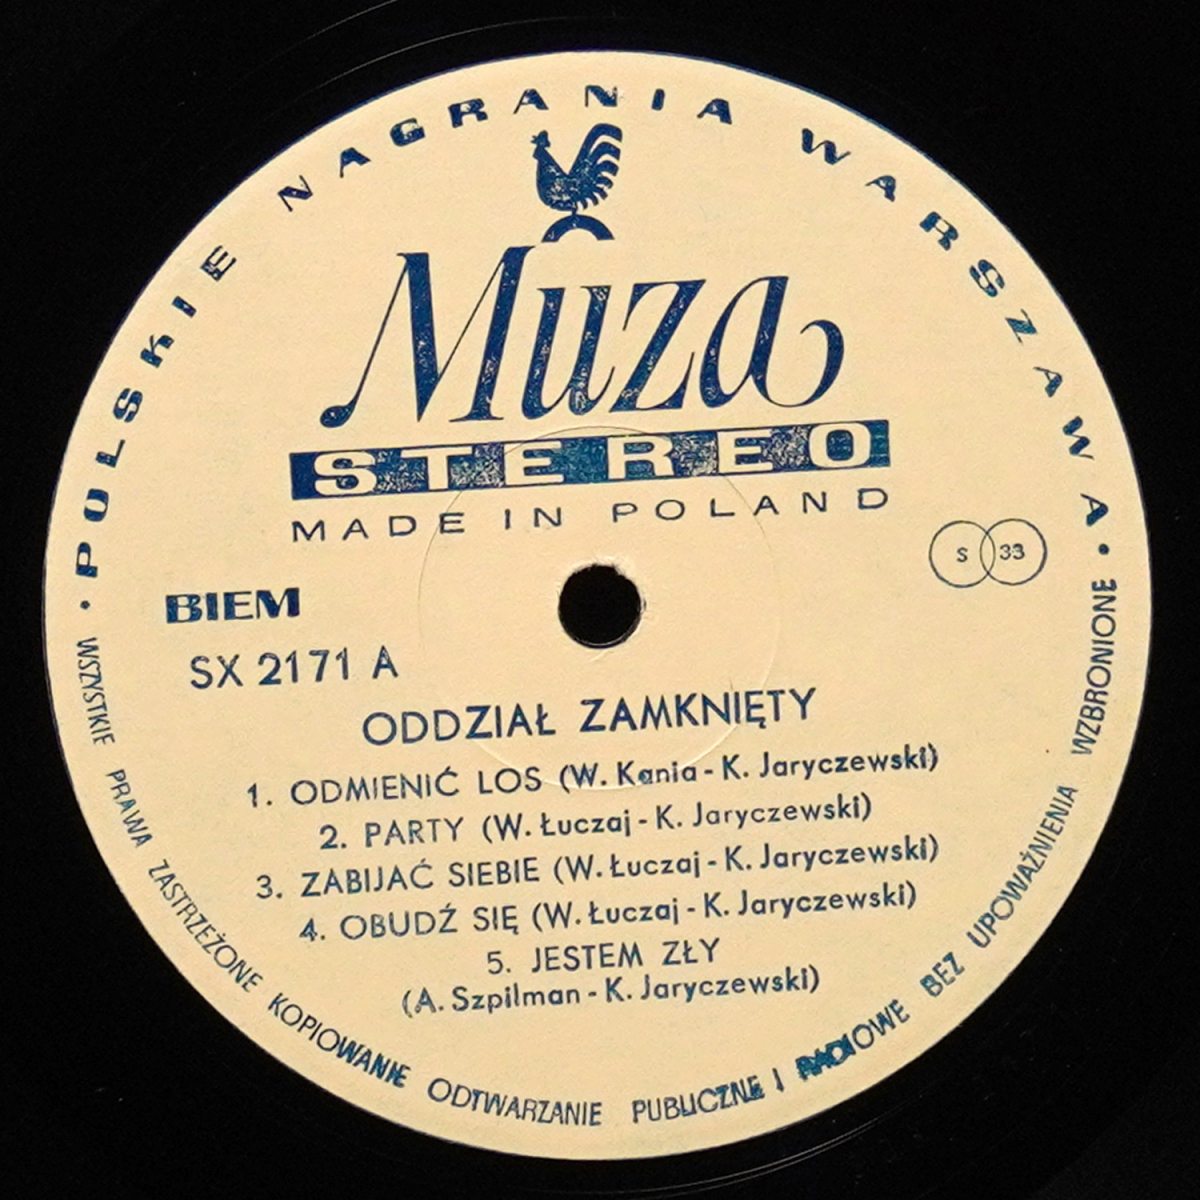 • POLSKIE NAGRANIA WARSZAWA •
Muza
STEREO
MADE IN POLAND
S 33
BIEM
SX 2171 A
ODDZIAŁ ZAMKNIĘTY
1. ODMIENIĆ LOS (W. Kania - K. Jaryczewski)
2. PARTY (W. Łuczaj - K. Jaryczewski)
3. ZABIJAĆ SIEBIE (W. Łuczaj - K. Jaryczewski)
4. OBUDŹ SIĘ (W. Łuczaj - K. Jaryczewski)
5. JESTEM ZŁY
(A. Szpilman - K. Jaryczewski)
WSZYSTKIE PRAWA ZASTRZEŻONE KOPIOWANIE ODTWARZANIE PUBLICZNE I RADIOWE BEZ UPOWAŻNIENIA WZBRONIONE